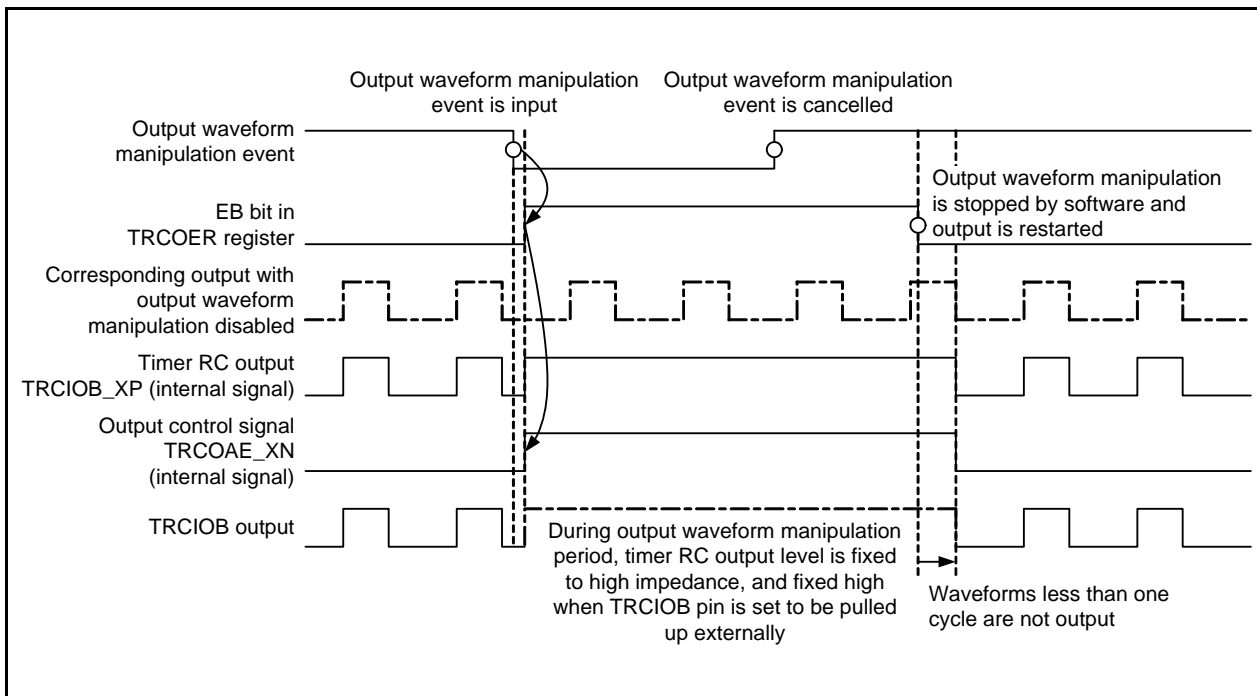 Output waveform manipulation
event is input
Output waveform manipulation
event is cancelled
Output waveform
manipulation event
Output waveform manipulation
is stopped by software and
output is restarted
EB bit in
TRCOER register
Corresponding output with
output waveform
manipulation disabled
Timer RC output
TRCIOB_XP (internal signal)
Output control signal
TRCOAE_XN
(internal signal)
TRCIOB output
During output waveform manipulation
period, timer RC output level is fixed
to high impedance, and fixed high
when TRCIOB pin is set to be pulled
up externally
Waveforms less than one
cycle are not output